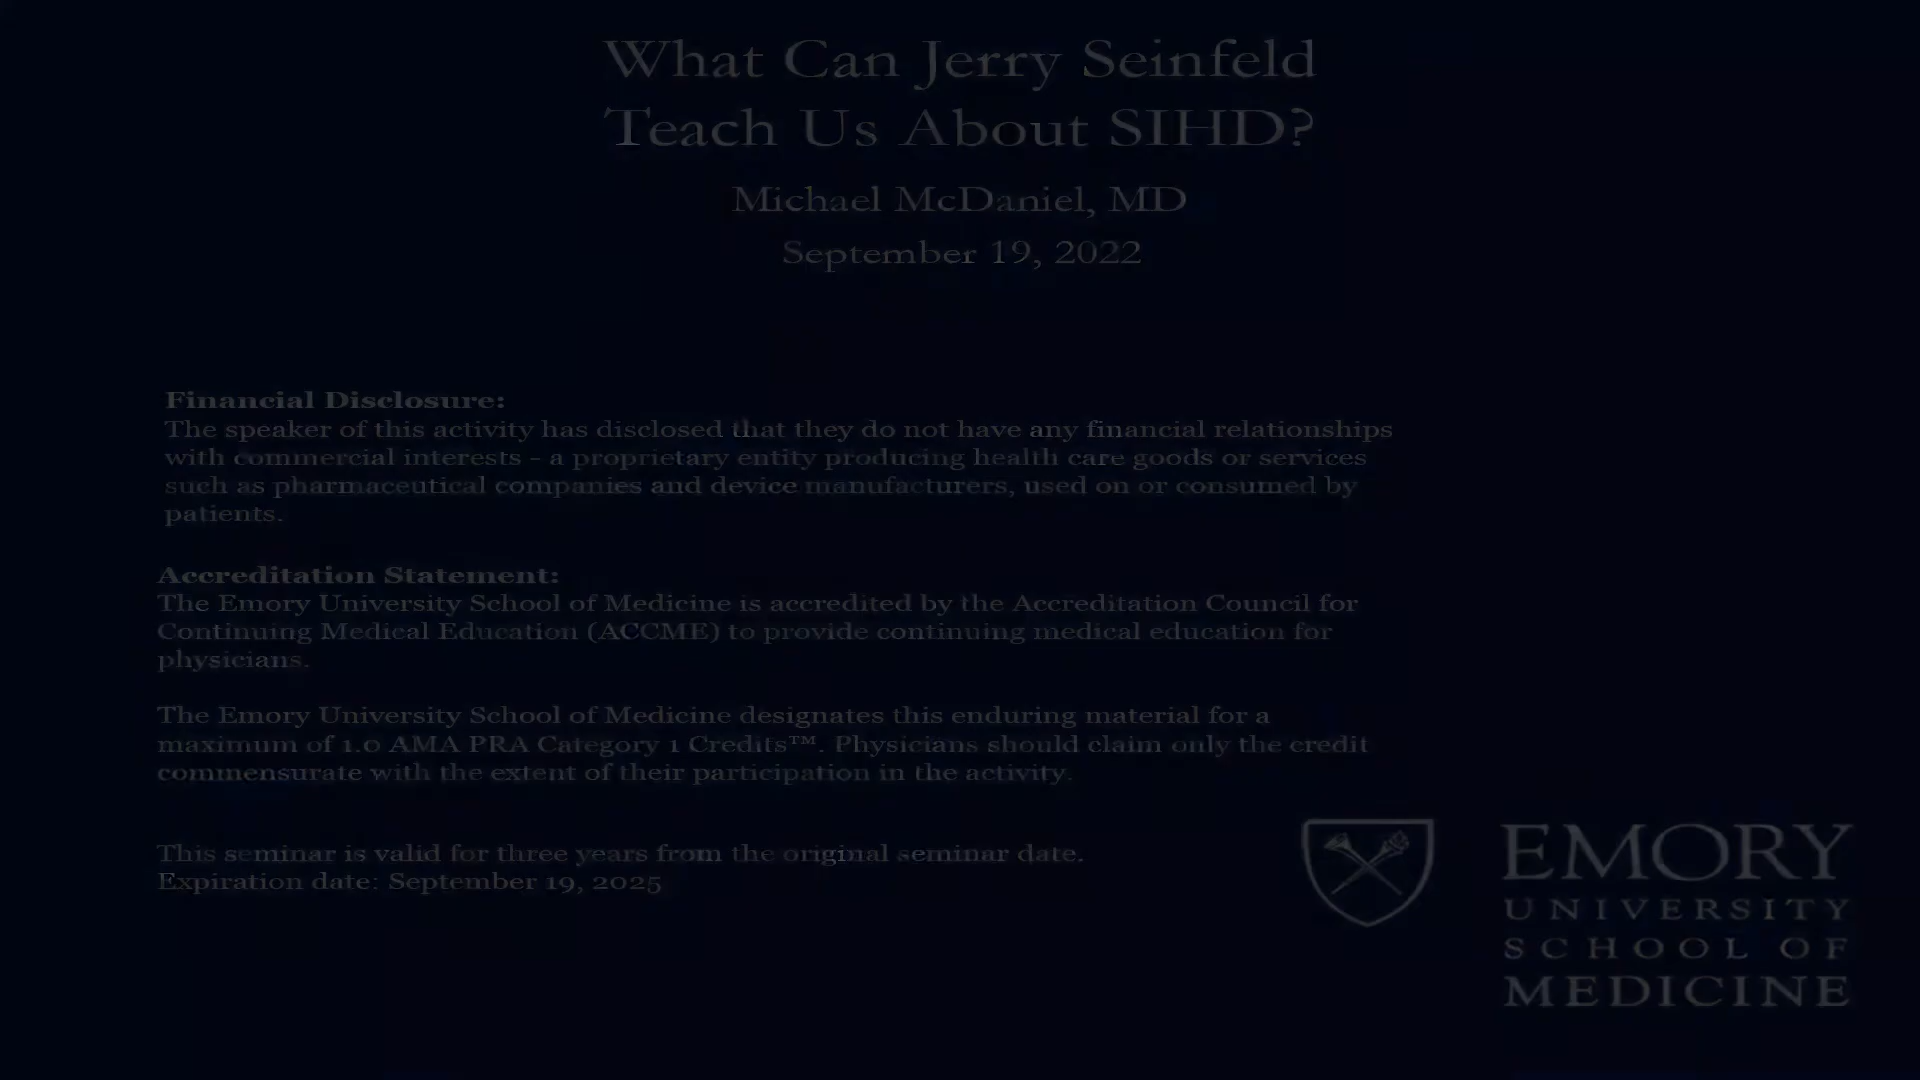 What Can Jerry Seinfeld
Teach Us About SIHD?
Michael McDaniel, MD
September 19, 2022
Financial Disclosure:
The speaker of this activity has disclosed that they do not have any financial relationships
with commercial interests - a proprietary entity producing health care goods or services
such as pharmaceutical companies and device manufacturers, used on or consumed by
patients.
Accreditation Statement:
The Emory University School of Medicine is accredited by the Accreditation Council for
Continuing Medical Education (ACCME) to provide continuing medical education for
physicians.
The Emory University School of Medicine designates this enduring material for a
maximum of 1.0 AMA PRA Category 1 Credits™. Physicians should claim only the credit
commensurate with the extent of their participation in the activity.
This seminar is valid for three years from the original seminar date.
Expiration date: September 19, 2025
EMORY
UNIVERSITY
SCHOOL OF
MEDICINE